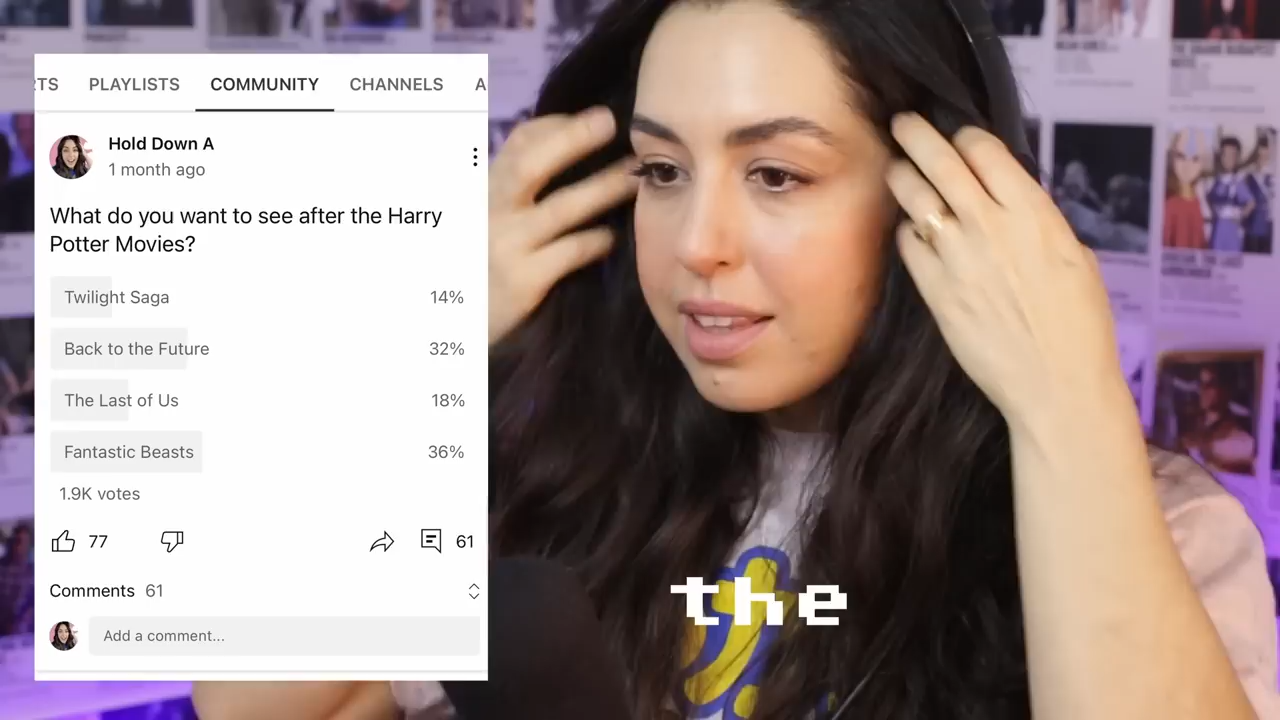 PLAYLISTS COMMUNITY CHANNELS A
Hold Down A
1 month ago
What do you want to see after the Harry
Potter Movies?
Twilight Saga 14%
Back to the Future 32%
The Last of Us 18%
Fantastic Beasts 36%
1.9K votes
77 61
Comments 61
Add a comment...
the